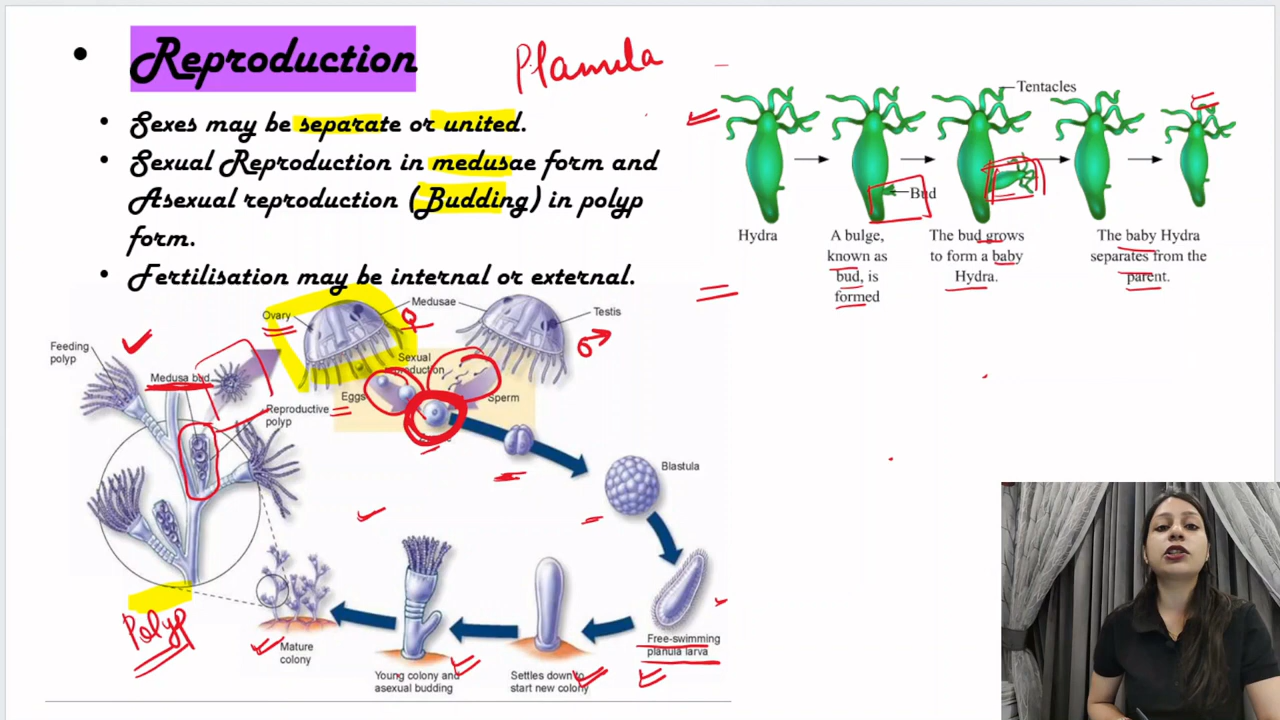 Reproduction
Planula
Sexes may be separate or united.
Sexual Reproduction in medusae form and
Asexual reproduction (Budding) in polyp
form.
Fertilisation may be internal or external.
Tentacles
Bud
Hydra
A bulge,
known as
bud, is
formed
The bud grows
to form a baby
Hydra.
The baby Hydra
separates from the
parent.
Ovary
Medusae
Testis
Feeding
polyp
Sexual
reproduction
Medusa bud
Eggs
Sperm
Reproductive
polyp
Blastula
Polyp
Mature
colony
Young colony and
asexual budding
Settles down to
start new colony
Free-swimming
planula larva